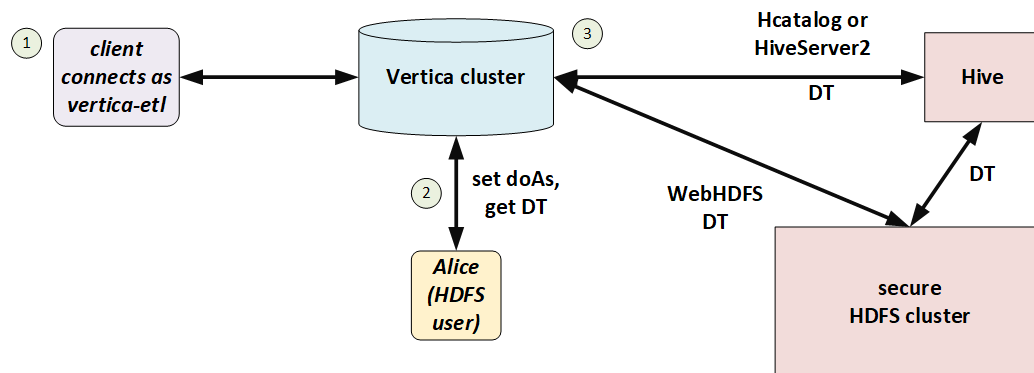 1
client
connects as
vertica-etl
Vertica cluster
3
Hcatalog or
HiveServer2
DT
Hive
2
set doAs,
get DT
WebHDFS
DT
DT
Alice
(HDFS
user)
secure
HDFS cluster